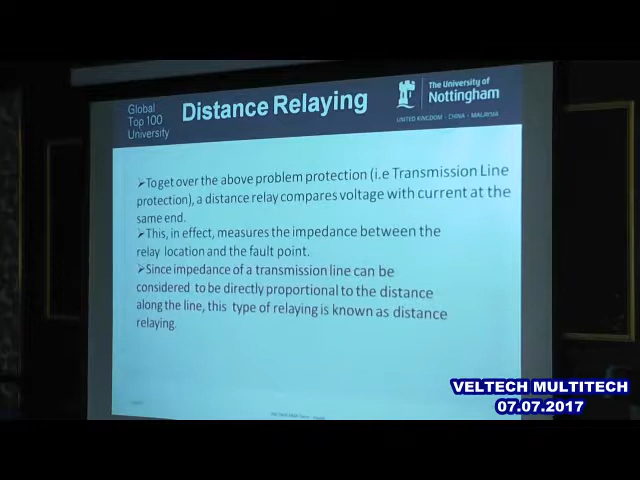 Global
Top 100
University
Distance Relaying
The University of
Nottingham
UNITED KINGDOM · CHINA · MALAYSIA
➢To get over the above problem protection (i.e Transmission Line
protection), a distance relay compares voltage with current at the
same end.
➢This, in effect, measures the impedance between the
relay location and the fault point.
➢Since impedance of a transmission line can be
considered to be directly proportional to the distance
along the line, this type of relaying is known as distance
relaying.
VELTECH MULTITECH
07.07.2017